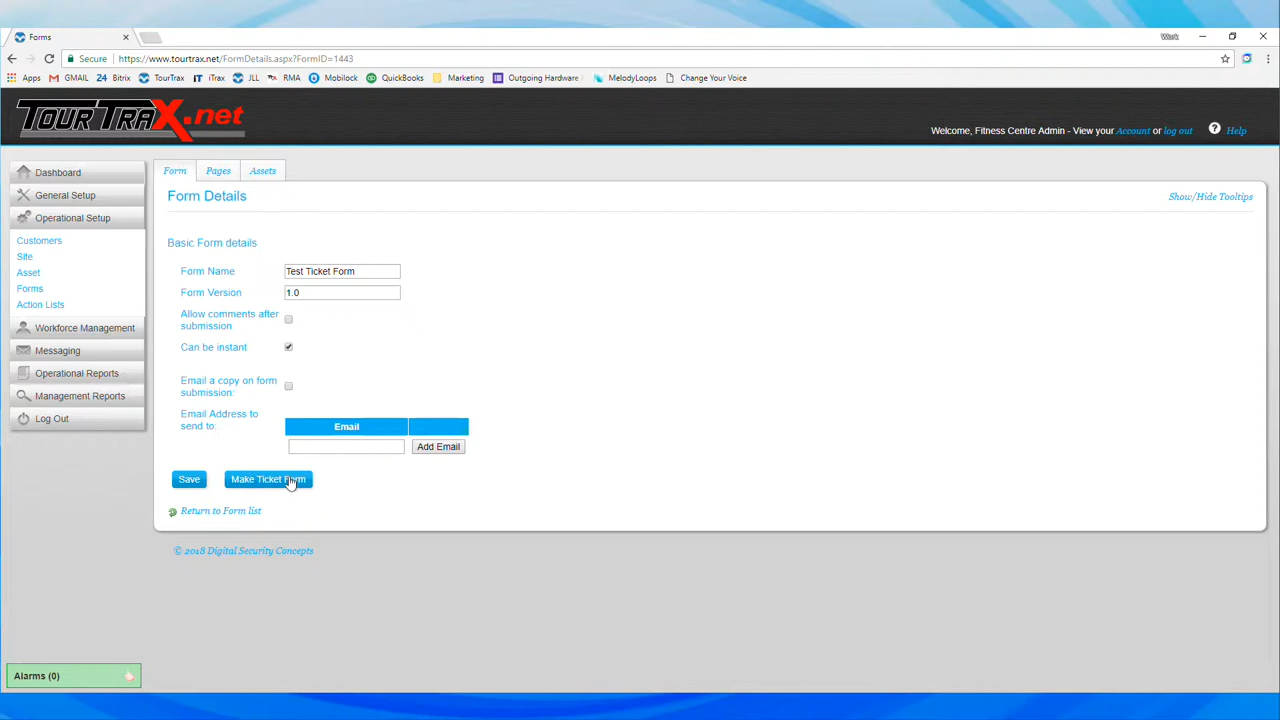 Forms
Work
Secure
https://www.tourtrax.net/FormDetails.aspx?FormID=1443
Apps GMAIL 24 Bitrix TourTrax iT iTrax JLL RMA Mobilock QuickBooks Marketing Outgoing Hardware MelodyLoops Change Your Voice
TOURTRAX.net
Welcome, Fitness Centre Admin - View your Account or log out
Help
Dashboard
General Setup
Operational Setup
Customers
Site
Asset
Forms
Action Lists
Workforce Management
Messaging
Operational Reports
Management Reports
Log Out
Form Pages Assets
Form Details
Show/Hide Tooltips
Basic Form details
Form Name Test Ticket Form
Form Version 1.0
Allow comments after
submission
Can be instant
Email a copy on form
submission:
Email Address to
send to:
Email
Add Email
Save Make Ticket Form
Return to Form list
© 2018 Digital Security Concepts
Alarms (0)